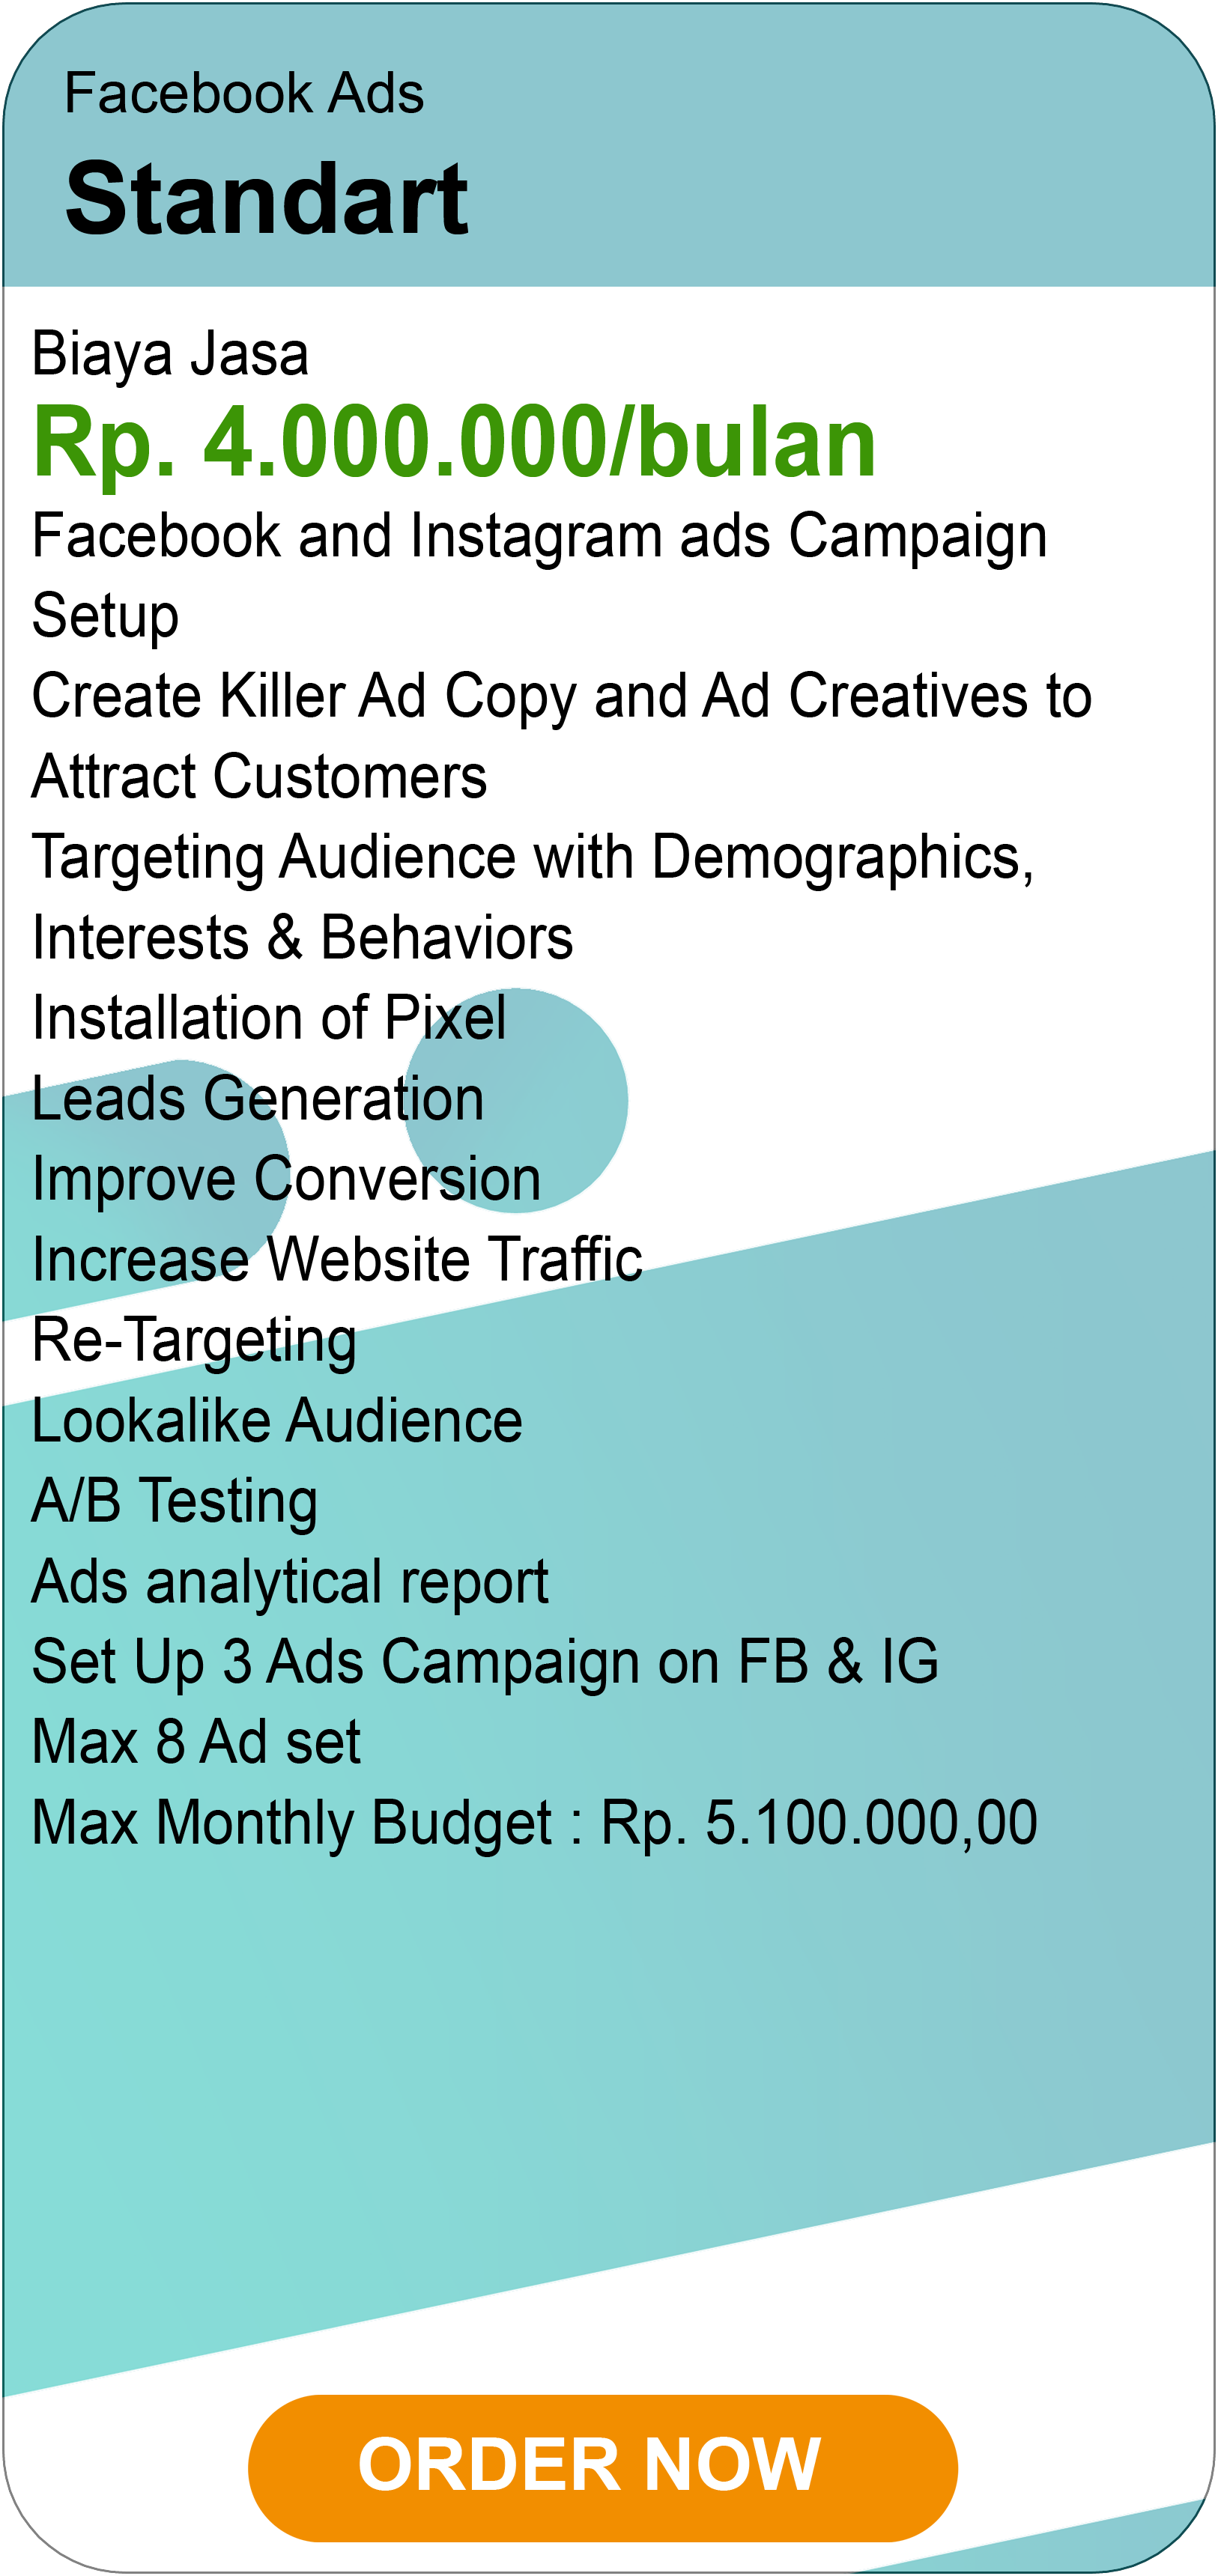 Facebook Ads
Standart
Biaya Jasa
Rp. 4.000.000/bulan
Facebook and Instagram ads Campaign
Setup
Create Killer Ad Copy and Ad Creatives to
Attract Customers
Targeting Audience with Demographics,
Interests & Behaviors
Installation of Pixel
Leads Generation
Improve Conversion
Increase Website Traffic
Re-Targeting
Lookalike Audience
A/B Testing
Ads analytical report
Set Up 3 Ads Campaign on FB & IG
Max 8 Ad set
Max Monthly Budget : Rp. 5.100.000,00
ORDER NOW